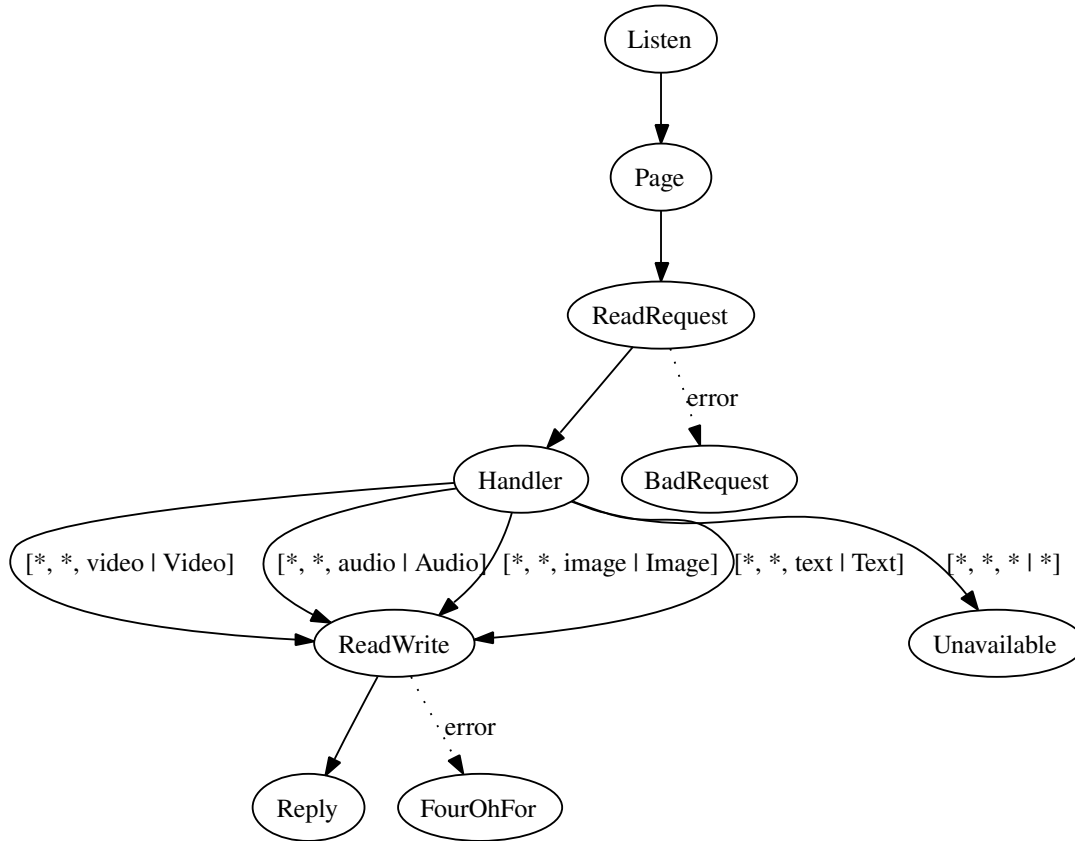 Listen
Page
ReadRequest
error
Handler
BadRequest
[*, *, video | Video]
[*, *, audio | Audio]
[*, *, image | Image]
[*, *, text | Text]
[*, *, * | *]
ReadWrite
Unavailable
error
Reply
FourOhFor